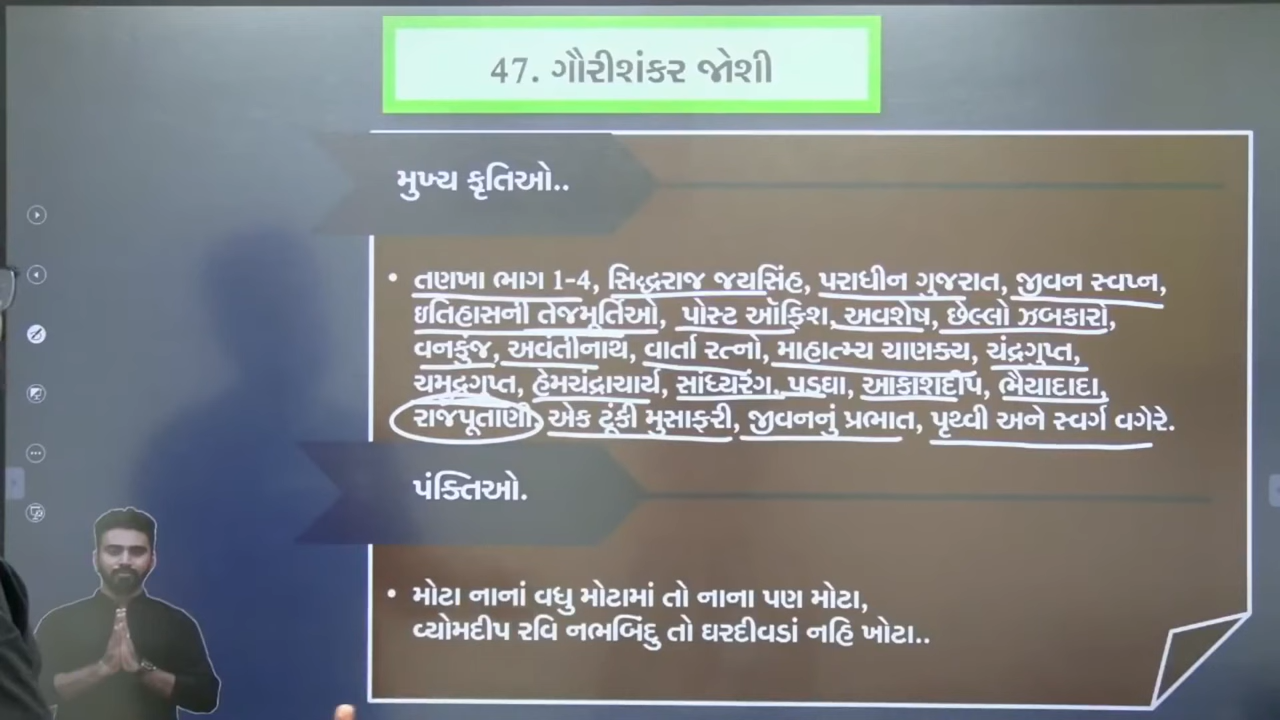 47. ગૌરીશંકર જોશી
મુખ્ય કૃતિઓ..
• તણખા ભાગ 1-4, સિદ્ધરાજ જયસિંહ, પરાધીન ગુજરાત, જીવન સ્વપ્ન,
ઇતિહાસની તેજમૂર્તિઓ, પોસ્ટ ઑફિશ, અવશેષ, છેલ્લો ઝબકારો,
વનકુંજ, અવંતીનાથ, વાર્તા રત્નો, માહાત્મ્ય ચાણક્ય, ચંદ્રગુપ્ત,
હેમચંદ્રાચાર્ય, સાંધ્યરંગ, પડઘા, આકાશદીપ, ભૈયાદાદા,
રાજપૂતાણી, એક ટૂંકી મુસાફરી, જીવનનું પ્રભાત, પૃથ્વી અને સ્વર્ગ વગેરે.
પંક્તિઓ.
• મોટા નાનાં વધુ મોટામાં તો નાના પણ મોટા,
વ્યોમદીપ રવિ નભબિંદુ તો ઘરદીવડાં નહિ ખોટા..